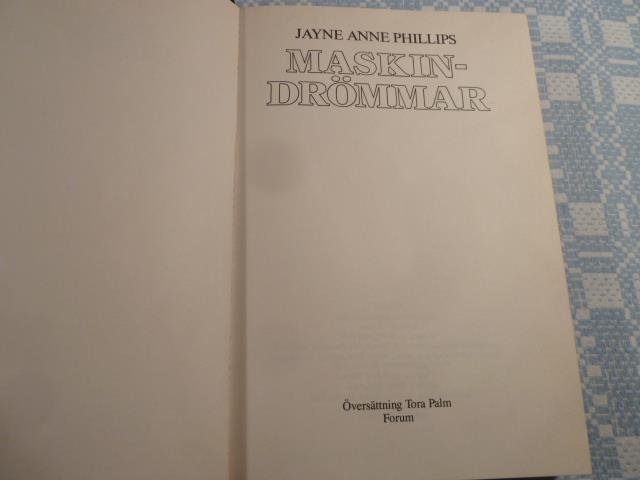 JAYNE ANNE PHILLIPS
MASKIN-
DRÖMMAR
Översättning Tora Palm
Forum